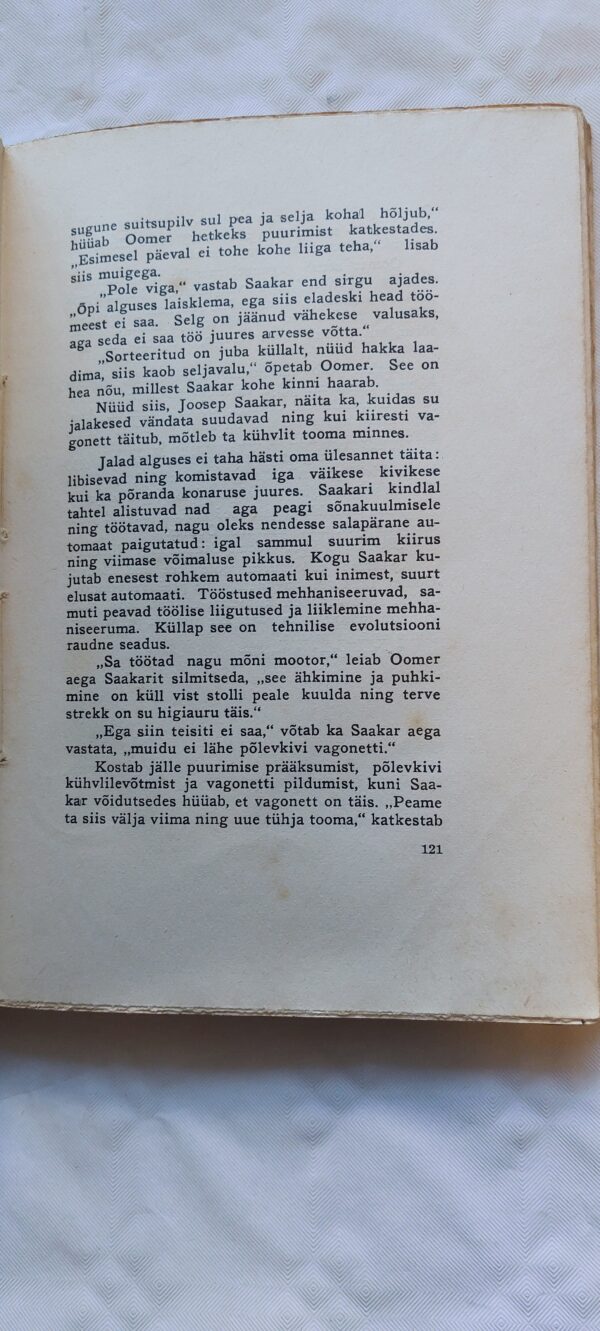 sugune suitsupilv sul pea ja selja kohal hõljub,“
hüüab Oomer hetkeks puurimist katkestades.
„Esimesel päeval ei tohe kohe liiga teha,“ lisab
siis muigega.
„Pole viga,“ vastab Saakar end sirgu ajades.
„Õpi alguses laisklema, ega siis eladeski head töö-
meest ei saa. Selg on jäänud vähekese valusaks,
aga seda ei saa töö juures arvesse võtta.“
„Sorteeritud on juba küllalt, nüüd hakka laa-
dima, siis kaob seljavalu,“ õpetab Oomer. See on
hea nõu, millest Saakar kohe kinni haarab.
Nüüd siis, Joosep Saakar, näita ka, kuidas su
jalakesed vändata suudavad ning kui kiiresti va-
gonett täitub, mõtleb ta kühvlit tooma minnes.
Jalad alguses ei taha hästi oma ülesannet täita:
libisevad ning komistavad iga väikese kivikese
kui ka põranda konaruse juures. Saakari kindlal
tahtel alistuvad nad aga peagi sõnakuulmisele
ning töötavad, nagu oleks nendesse salapärane au-
tomaat paigutatud: igal sammul suurim kiirus
ning viimase võimaluse pikkus. Kogu Saakar ku-
jutab enesest rohkem automaati kui inimest, suurt
elusat automaati. Tööstused mehhaniseeruvad, sa-
muti peavad töölise liigutused ja liiklemine mehha-
niseeruma. Küllap see on tehnilise evolutsiooni
raudne seadus.
„Sa töötad nagu mõni mootor,“ leiab Oomer
aega Saakarit silmitseda, „see ähkimine ja puhki-
mine on küll vist stolli peale kuulda ning terve
strekk on su higiauru täis.“
„Ega siin teisiti ei saa,“ võtab ka Saakar aega
vastata, „muidu ei lähe põlevkivi vagonetti.“
Kostab jälle puurimise prääksumist, põlevkivi
kühvlilevõtmist ja vagonetti pildumist, kuni Saa-
kar võidutsedes hüüab, et vagonett on täis. „Peame
ta siis välja viima ning uue tühja tooma,“ katkestab
121